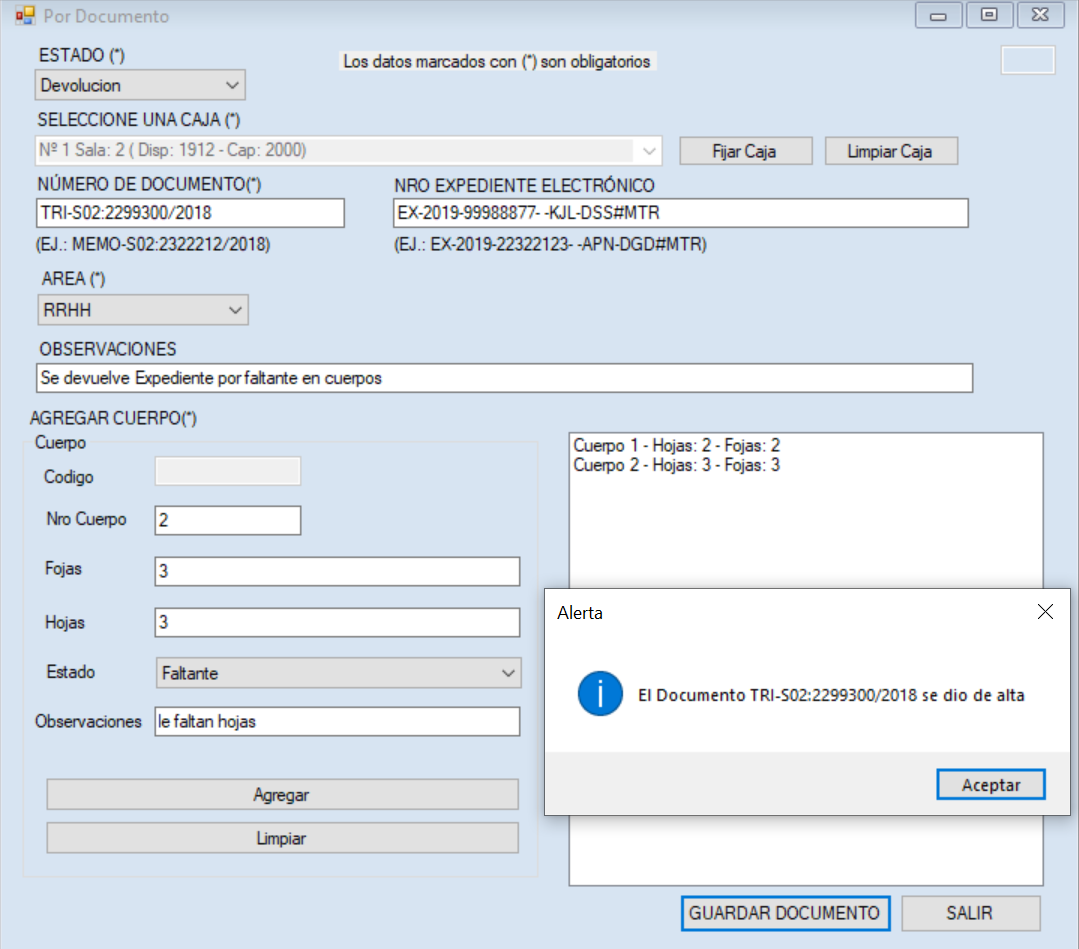 Por Documento
ESTADO (*)
Los datos marcados con (*) son obligatorios
Devolucion
SELECCIONE UNA CAJA (*)
Nº 1 Sala: 2 ( Disp: 1912 - Cap: 2000)
Fijar Caja
Limpiar Caja
NÚMERO DE DOCUMENTO(*)
NRO EXPEDIENTE ELECTRÓNICO
TRI-S02:2299300/2018
EX-2019-99988877- -KJL-DSS#MTR
(EJ.: MEMO-S02:2322212/2018)
(EJ.: EX-2019-22322123- -APN-DGD#MTR)
AREA (*)
RRHH
OBSERVACIONES
Se devuelve Expediente por faltante en cuerpos
AGREGAR CUERPO(*)
Cuerpo
Codigo
Nro Cuerpo
2
Fojas
3
Hojas
3
Estado
Faltante
Observaciones
le faltan hojas
Agregar
Limpiar
Cuerpo 1 - Hojas: 2 - Fojas: 2
Cuerpo 2 - Hojas: 3 - Fojas: 3
Alerta
El Documento TRI-S02:2299300/2018 se dio de alta
Aceptar
GUARDAR DOCUMENTO
SALIR